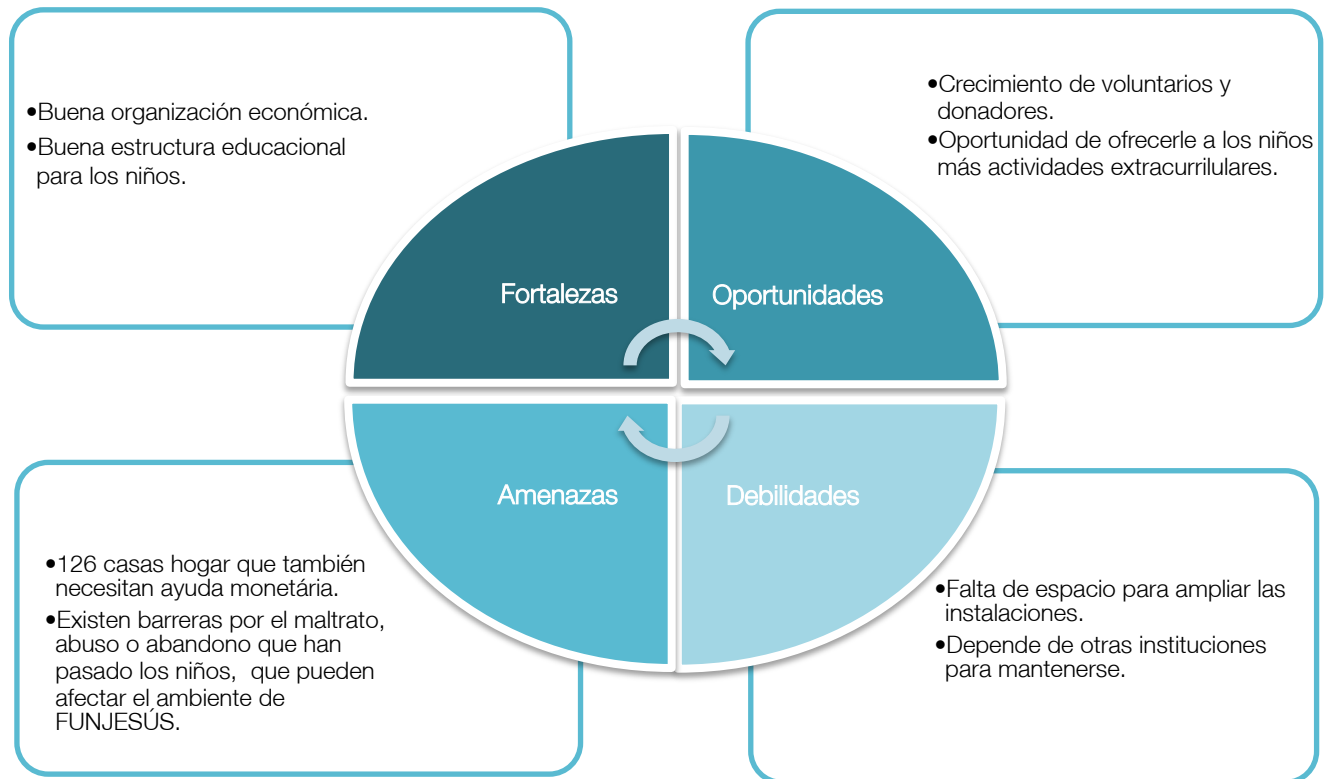 •Buena organización económica.
•Buena estructura educacional
para los niños.
•Crecimiento de voluntarios y
donadores.
•Oportunidad de ofrecerle a los niños
más actividades extracurrilulares.
Fortalezas
Oportunidades
Amenazas
Debilidades
•126 casas hogar que también
necesitan ayuda monetária.
•Existen barreras por el maltrato,
abuso o abandono que han
pasado los niños, que pueden
afectar el ambiente de
FUNJESÚS.
•Falta de espacio para ampliar las
instalaciones.
•Depende de otras instituciones
para mantenerse.